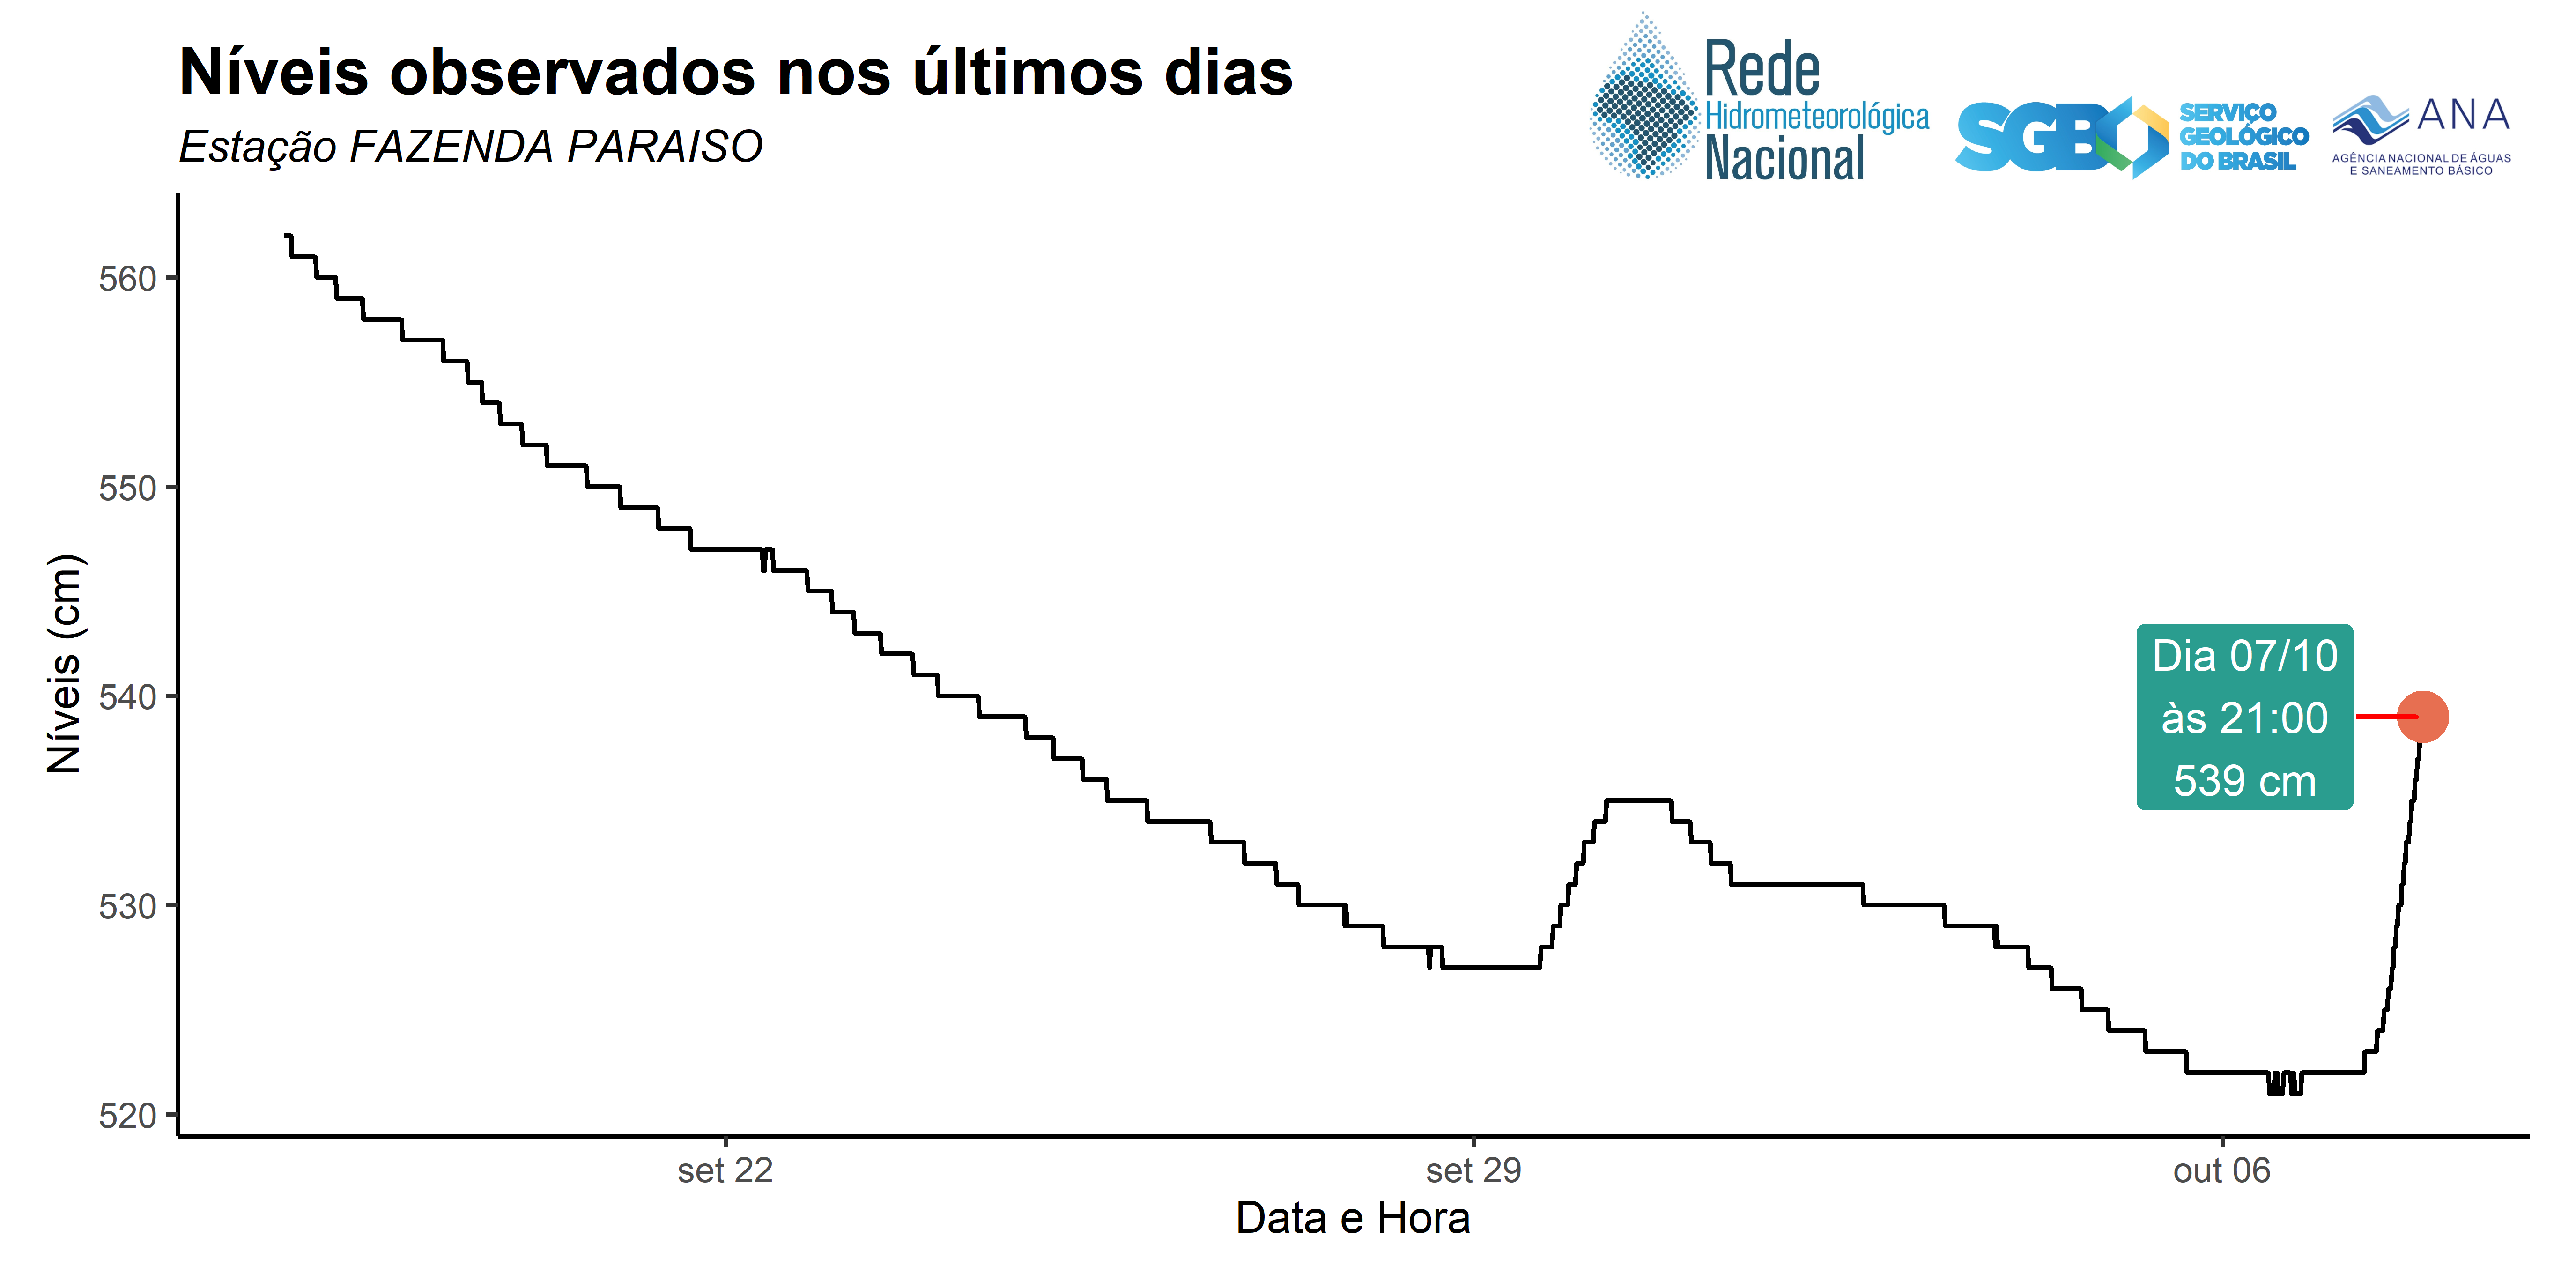 Níveis observados nos últimos dias
Estação FAZENDA PARAISO
Rede
Hidrometeorológica
Nacional
SGB
SERVIÇO
GEOLÓGICO
DO BRASIL
ANA
AGÊNCIA NACIONAL DE ÁGUAS
E SANEAMENTO BÁSICO
Níveis (cm)
560
550
540
530
520
Dia 07/10
às 21:00
539 cm
set 22
set 29
out 06
Data e Hora